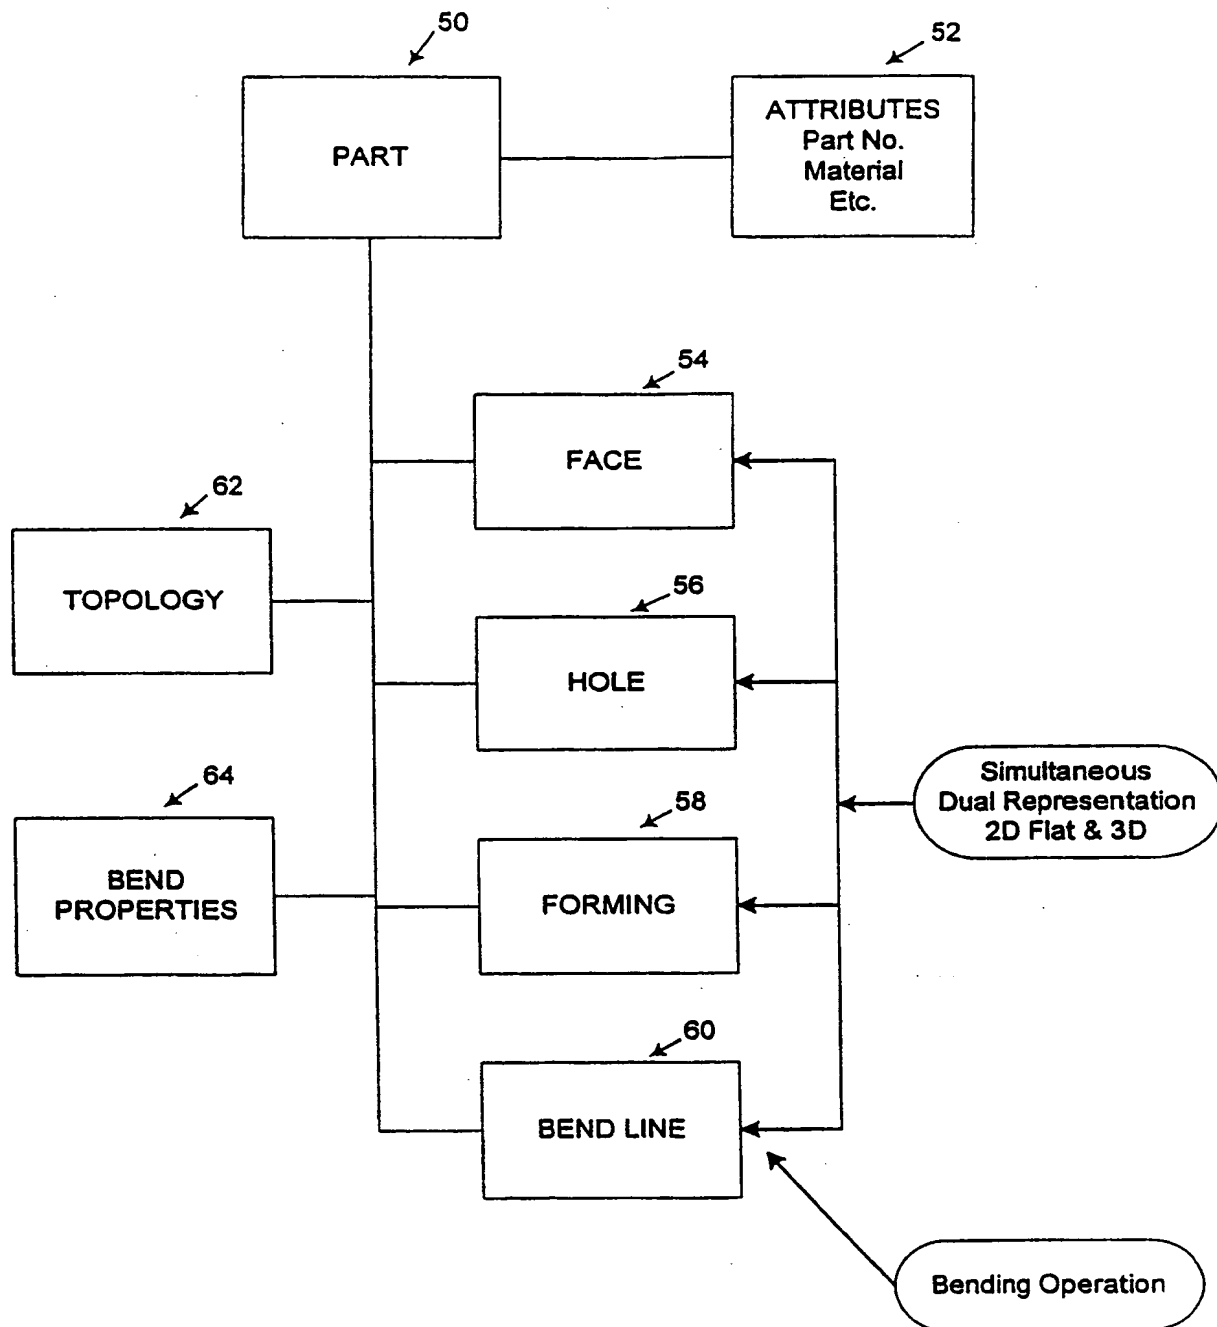 50
52
PART
ATTRIBUTES
Part No.
Material
Etc.
54
FACE
62
TOPOLOGY
56
HOLE
64
BEND
PROPERTIES
58
FORMING
Simultaneous
Dual Representation
2D Flat & 3D
60
BEND LINE
Bending Operation